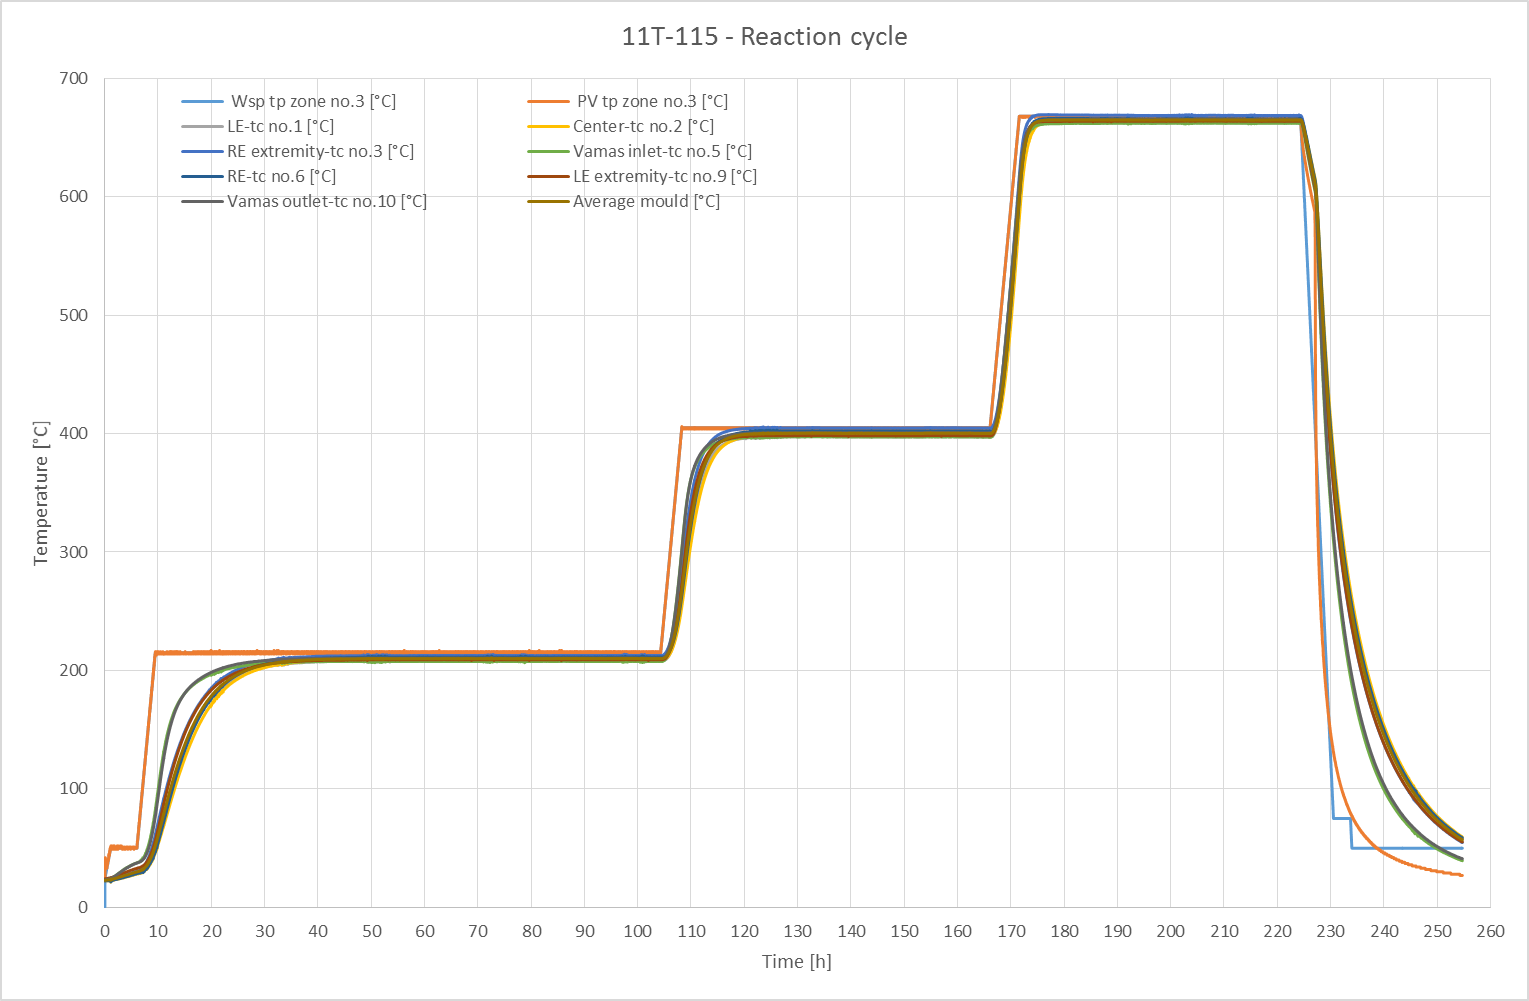 11T-115 - Reaction cycle
700
600
500
400
300
200
100
0
Temperature [°C]
Wsp tp zone no.3 [°C] PV tp zone no.3 [°C]
LE-tc no.1 [°C] Center-tc no.2 [°C]
RE extremity-tc no.3 [°C] Vamas inlet-tc no.5 [°C]
RE-tc no.6 [°C] LE extremity-tc no.9 [°C]
Vamas outlet-tc no.10 [°C] Average mould [°C]
0 10 20 30 40 50 60 70 80 90 100 110 120 130 140 150 160 170 180 190 200 210 220 230 240 250 260
Time [h]